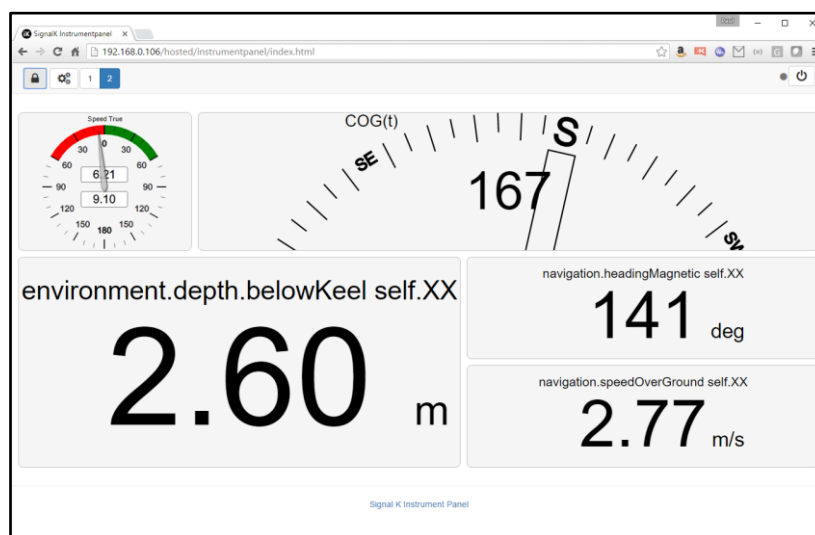 SignalK Instrumentpanel
192.168.0.106/hosted/instrumentpanel/index.html
1 2
Speed True
30 0 30
60 60
6.21
90 90
9.10
120 120
150 150
180
COG(t)
SE S SW
167
environment.depth.belowKeel self.XX
2.60 m
navigation.headingMagnetic self.XX
141 deg
navigation.speedOverGround self.XX
2.77 m/s
Signal K Instrument Panel